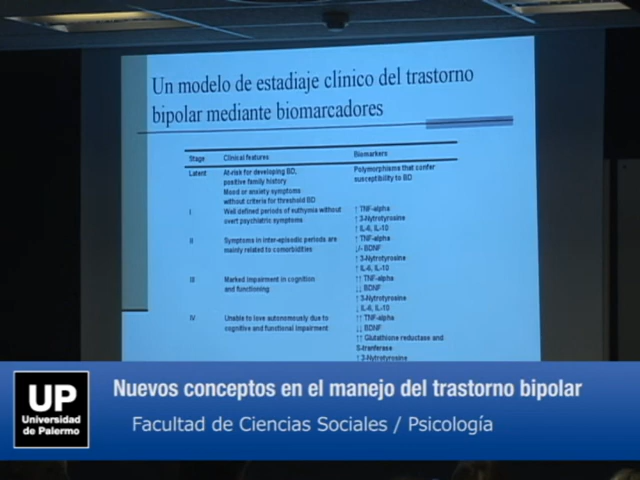 Un modelo de estadiaje clínico del trastorno
bipolar mediante biomarcadores
Stage Clinical features Biomarkers
Latent At-risk for developing BD, Polymorphisms that confer
positive family history susceptibility to BD
Mood or anxiety symptoms
without criteria for threshold BD
I Well defined periods of euthymia without ↑ TNF-alpha
overt psychiatric symptoms ↑ 3-Nytrotyrosine
↑ IL-6, IL-10
II Symptoms in inter-episodic periods are ↑ TNF-alpha
mainly related to comorbidities ↓/- BDNF
↑ 3-Nytrotyrosine
↑ IL-6, IL-10
III Marked impairment in cognition ↑↑ TNF-alpha
and functioning ↓↓ BDNF
↑ 3-Nytrotyrosine
↓ IL-6, IL-10
IV Unable to love autonomously due to ↑↑ TNF-alpha
cognitive and functional impairment ↓↓ BDNF
↑↑ Glutathione reductase and
S-tranferase
↑ 3-Nytrotyrosine
UP
Universidad
de Palermo
Nuevos conceptos en el manejo del trastorno bipolar
Facultad de Ciencias Sociales / Psicología